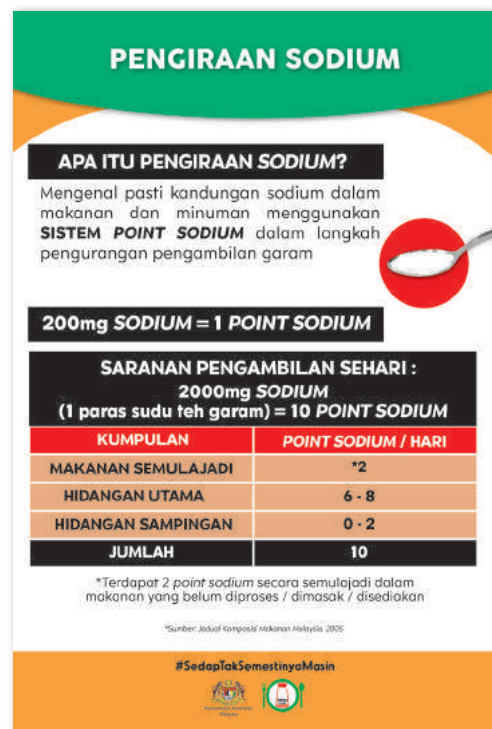 PENGIRAAN SODIUM
APA ITU PENGIRAAN SODIUM?
Mengenal pasti kandungan sodium dalam
makanan dan minuman menggunakan
SISTEM POINT SODIUM dalam langkah
pengurangan pengambilan garam
200mg SODIUM = 1 POINT SODIUM
SARANAN PENGAMBILAN SEHARI :
2000mg SODIUM
(1 paras sudu teh garam) = 10 POINT SODIUM
KUMPULAN POINT SODIUM / HARI
MAKANAN SEMULAJADI *2
HIDANGAN UTAMA 6 - 8
HIDANGAN SAMPINGAN 0 - 2
JUMLAH 10
*Terdapat 2 point sodium secara semulajadi dalam
makanan yang belum diproses / dimasak / disediakan
*Sumber: Jadual Komposisi Makanan Malaysia, 2005
#SedapTakSemestinyaMasin